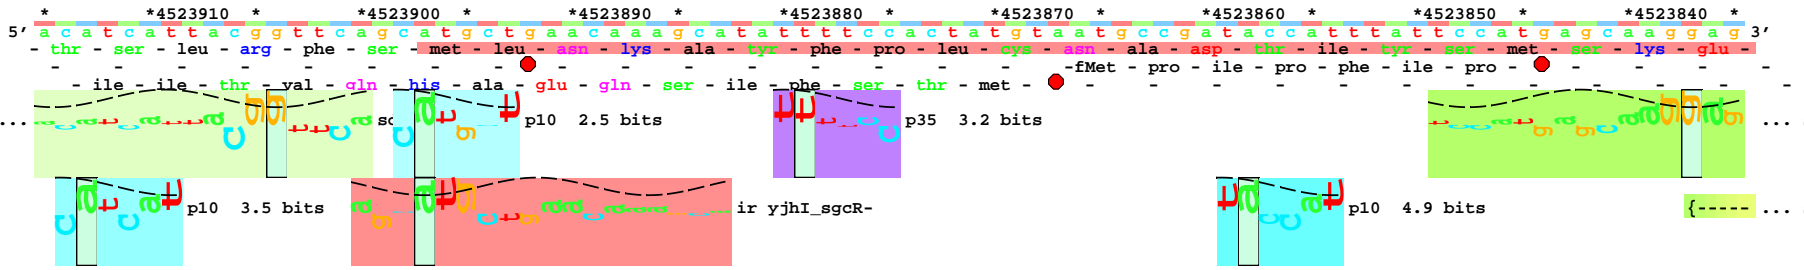 * *4523910 * *4523900 * *4523890 * *4523880 * *4523870 * *4523860 * *4523850 * *4523840 *
5' a c a t c a t t a c g g t t c a g c a t g c t g a a c a a a g c a t a t t t t c c a c t a t g t a a t g c c g a t a c c a t t t a t t c c a t g a g c a a g g a g 3'
- thr - ser - leu - arg - phe - ser - met - leu - asn - lys - ala - tyr - phe - pro - leu - cys - asn - ala - asp - thr - ile - tyr - ser - met - ser - lys - glu -
- - - - - - - - - - - - - - - - -fMet - pro - ile - pro - phe - ile - pro - - - - -
- ile - ile - thr - val - gln - his - ala - glu - gln - ser - ile - phe - ser - thr - met - - - - - - - - - - - -
... a c a t c a t t a c g g t t c a sc c a t g c t p10 2.5 bits t t t t c c p35 3.2 bits t c c a t g a g c a a g g a g ...
c a t c a t p10 3.5 bits a g c a t g c t g a a c a a a g c a ir yjhI_sgcR- t a c c a t p10 4.9 bits {----- ...